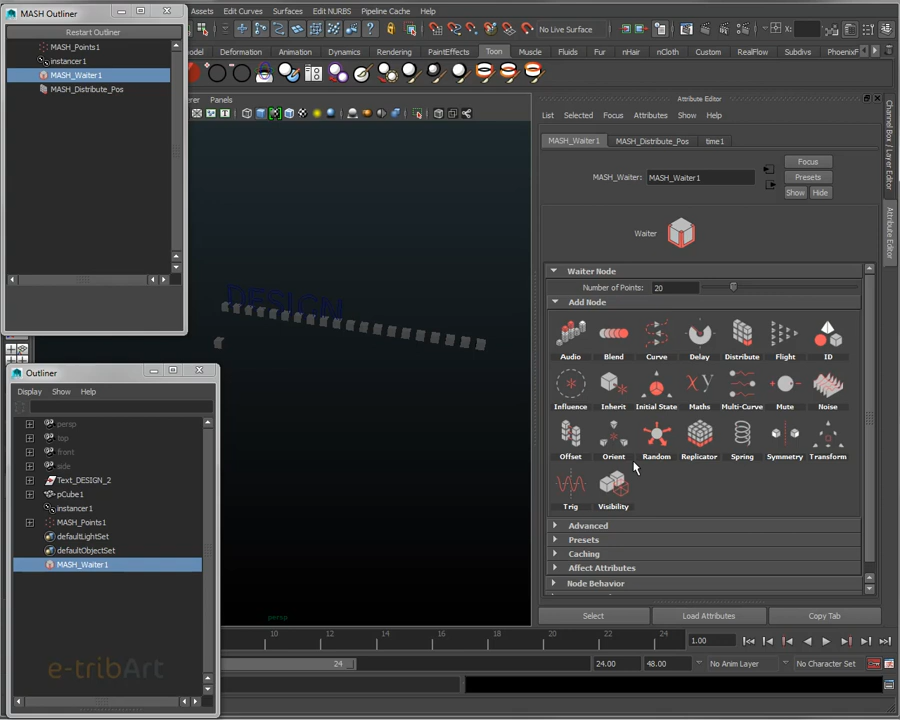 MASH Outliner
Restart Outliner
MASH_Points1
instancer1
MASH_Waiter1
MASH_Distribute_Pos
Assets Edit Curves Surfaces Edit NURBS Pipeline Cache Help
No Live Surface
Deformation Animation Dynamics Rendering PaintEffects Toon Muscle Fluids Fur nHair nCloth Custom RealFlow Subdivs
Panels
DESIGN
persp
Attribute Editor
List Selected Focus Attributes Show Help
MASH_Waiter1 MASH_Distribute_Pos time1
MASH_Waiter: MASH_Waiter1
Focus
Presets
Show Hide
Waiter
Waiter Node
Number of Points: 20
Add Node
Audio Blend Curve Delay Distribute Flight ID
Influence Inherit Initial State Maths Multi-Curve Mute Noise
Offset Orient Random Replicator Spring Symmetry Transform
Trig Visibility
Advanced
Presets
Caching
Affect Attributes
Node Behavior
Select Load Attributes Copy Tab
Channel Box / Layer Editor
Attribute Editor
Outliner
Display Show Help
persp
top
front
side
Text_DESIGN_2
pCube1
instancer1
MASH_Points1
defaultLightSet
defaultObjectSet
MASH_Waiter1
e-tribArt
10 12 14 16 18 20 22 24
1.00
24
24.00 48.00 No Anim Layer No Character Set